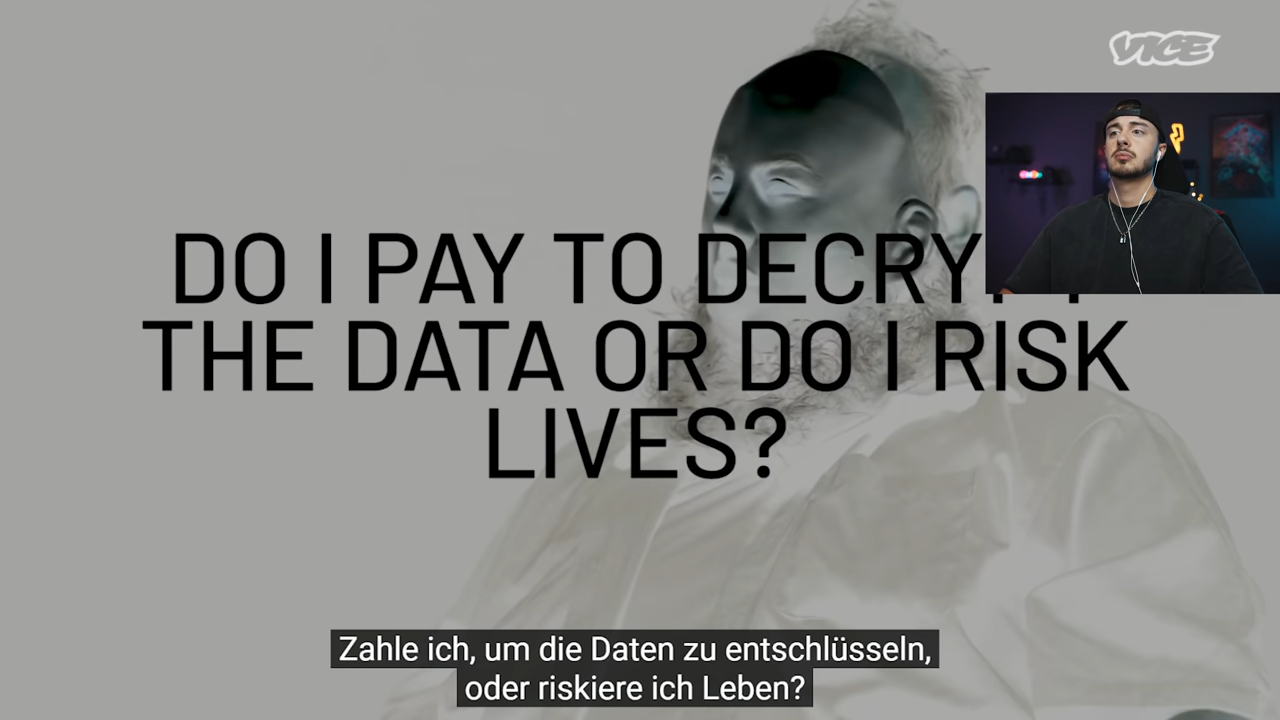 VICE
DO I PAY TO DECRYPT
THE DATA OR DO I RISK
LIVES?
Zahle ich, um die Daten zu entschlüsseln,
oder riskiere ich Leben?